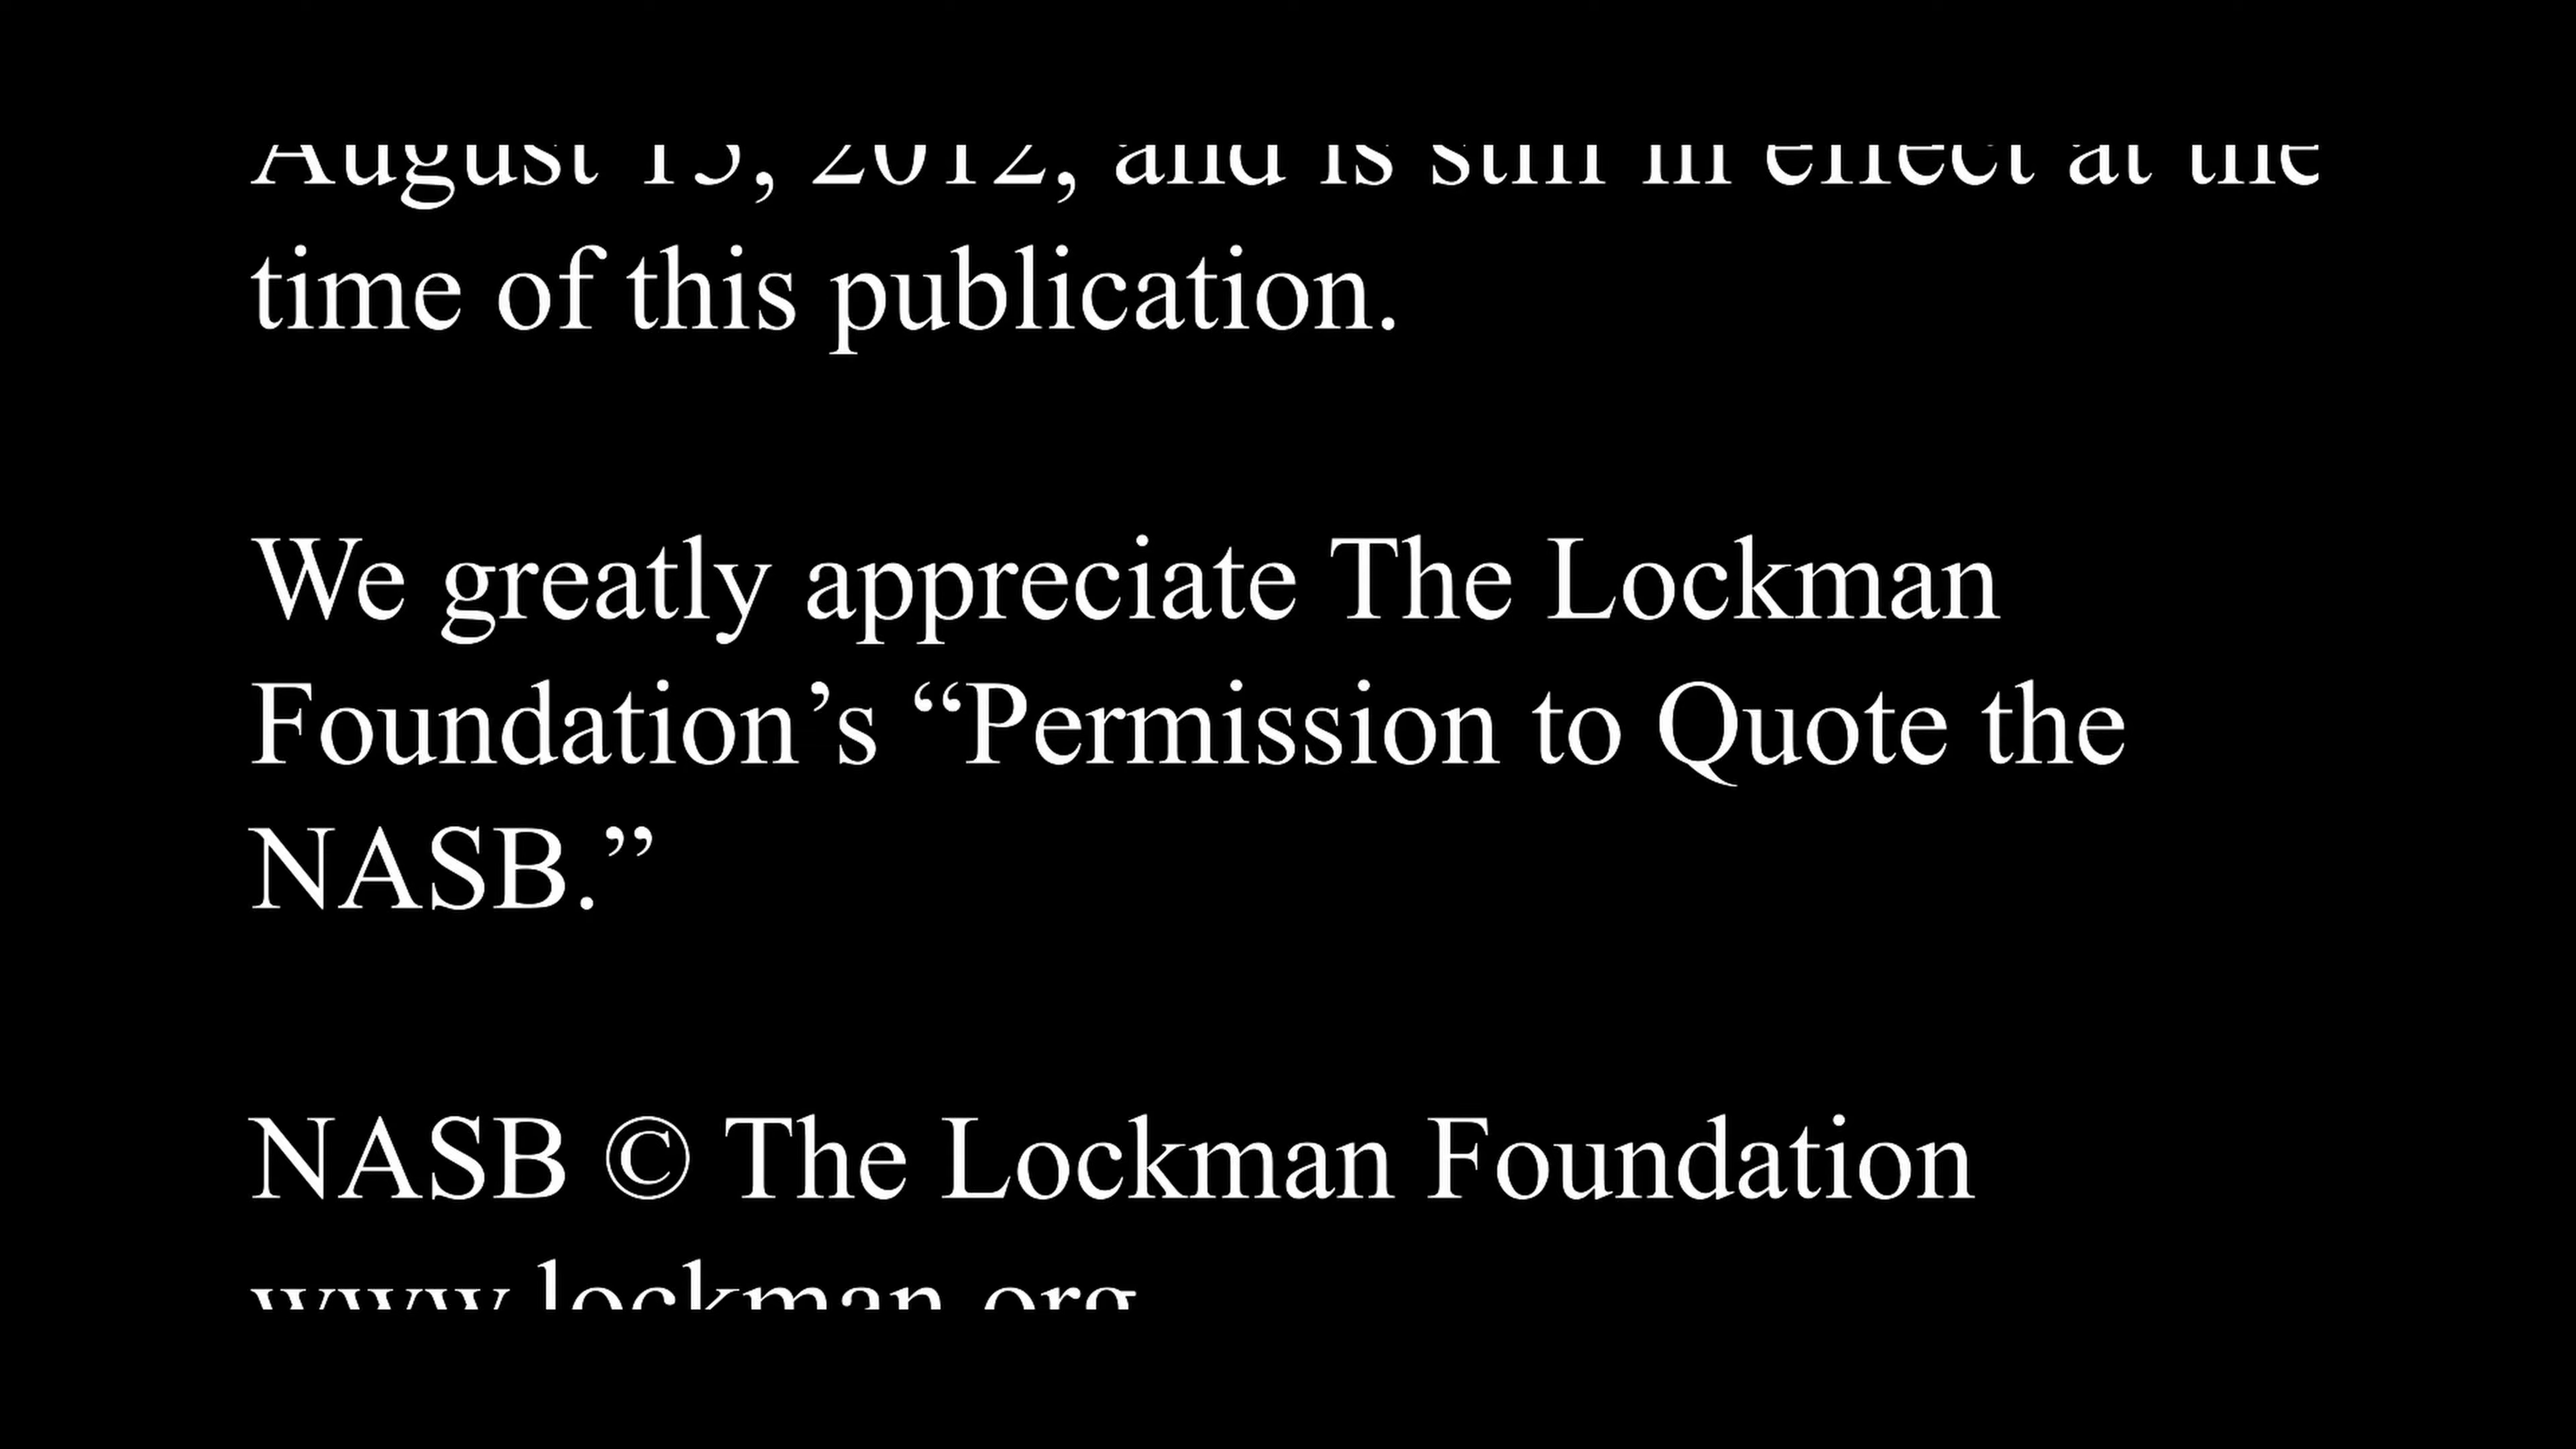 August 15, 2012, and is still in effect at the
time of this publication.
We greatly appreciate The Lockman
Foundation’s “Permission to Quote the
NASB.”
NASB © The Lockman Foundation
www.lockman.org